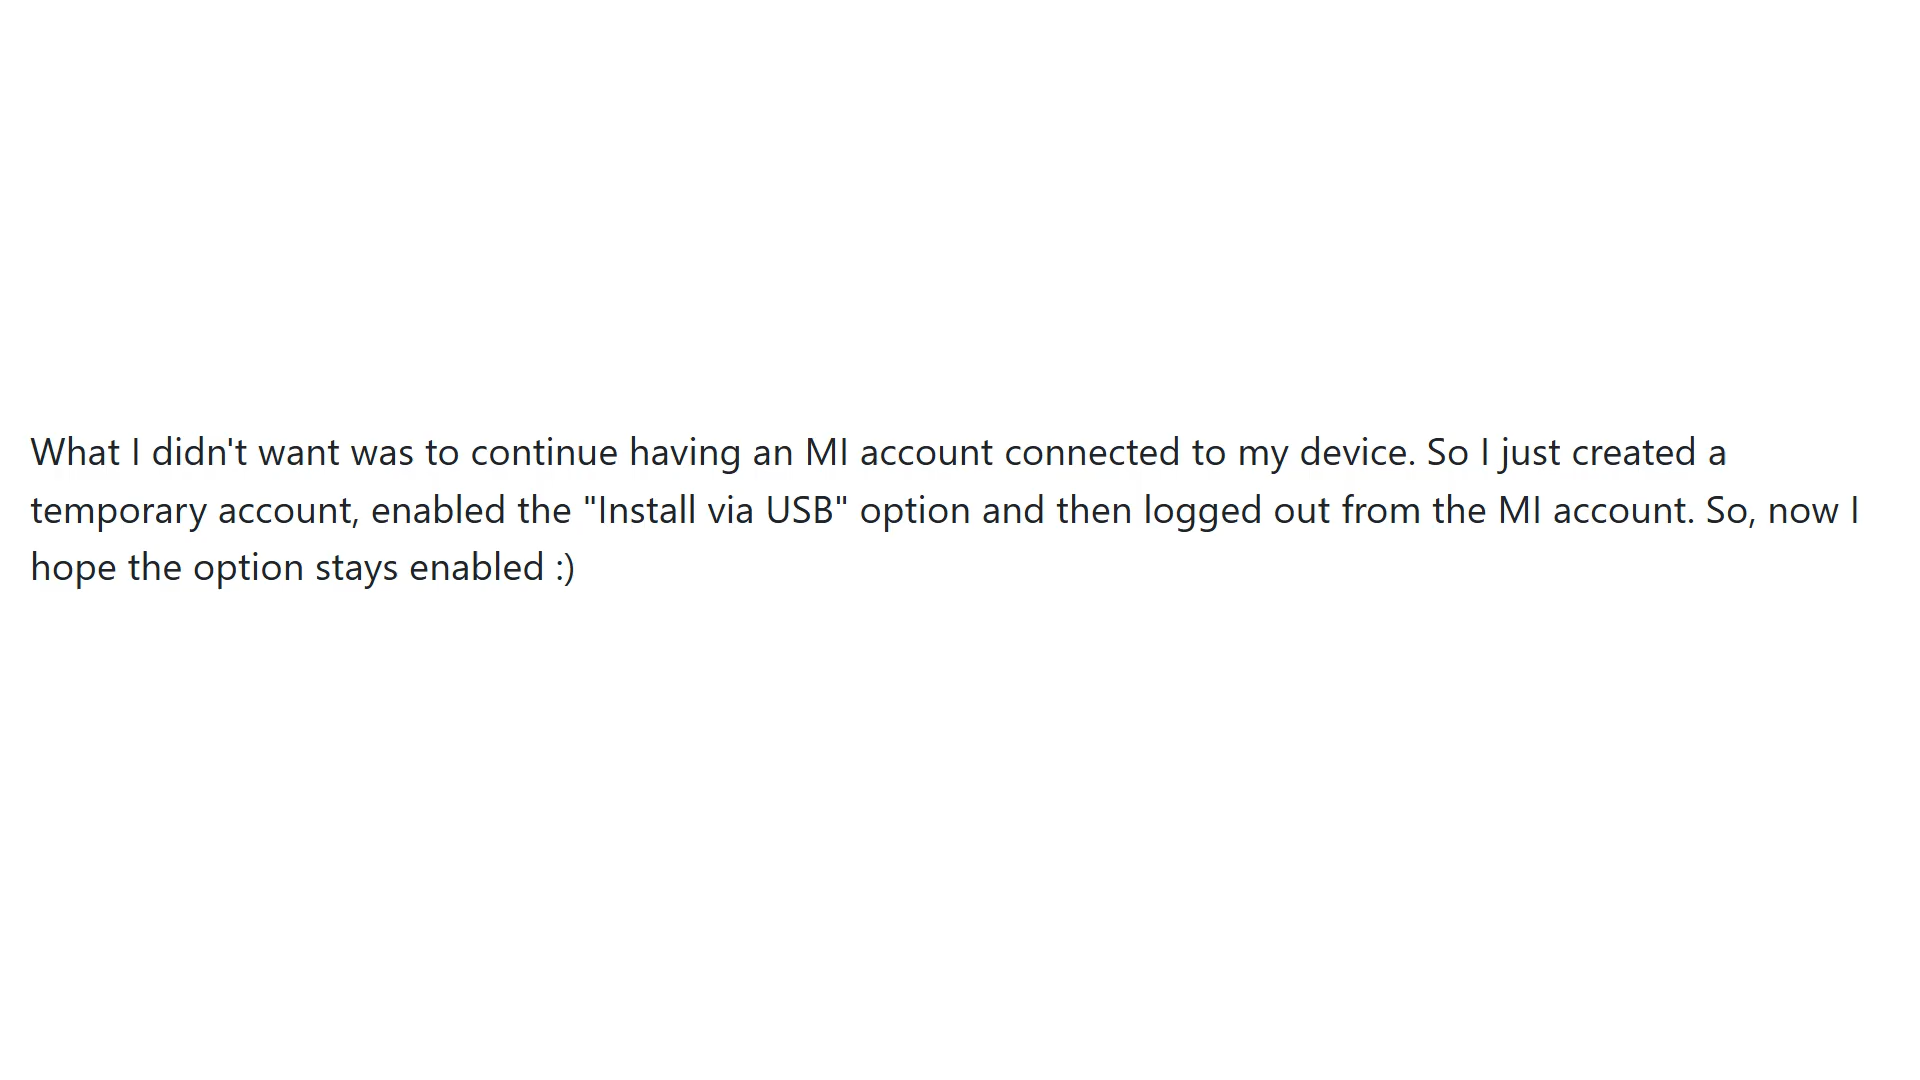 What I didn't want was to continue having an MI account connected to my device. So I just created a
temporary account, enabled the "Install via USB" option and then logged out from the MI account. So, now I
hope the option stays enabled :)